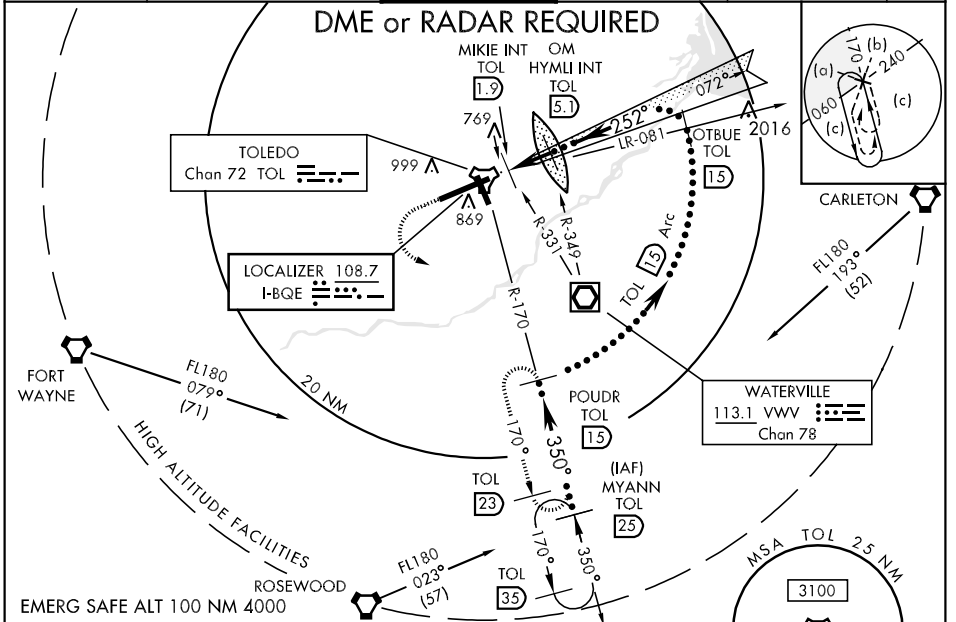 DME or RADAR REQUIRED
MIKIE INT
TOL
1.9
OM
HYMLI INT
TOL
5.1
072°
252°
LR-081
2016
769
999
869
TOLEDO
Chan 72 TOL
LOCALIZER 108.7
I-BQE
OTBUE
TOL
15
170
(b)
240
(a)
060
(c)
(c)
CARLETON
FL180
193°
(52)
R-331
R-349
R-170
TOL 15 Arc
FORT
WAYNE
FL180
079°
(71)
20 NM
POUDR
TOL
15
WATERVILLE
113.1 VWV
Chan 78
170°
350°
(IAF)
MYANN
TOL
25
TOL
23
HIGH ALTITUDE FACILITIES
170°
350°
TOL
35
ROSEWOOD
FL180
023°
(57)
MSA TOL 25 NM
3100
EMERG SAFE ALT 100 NM 4000